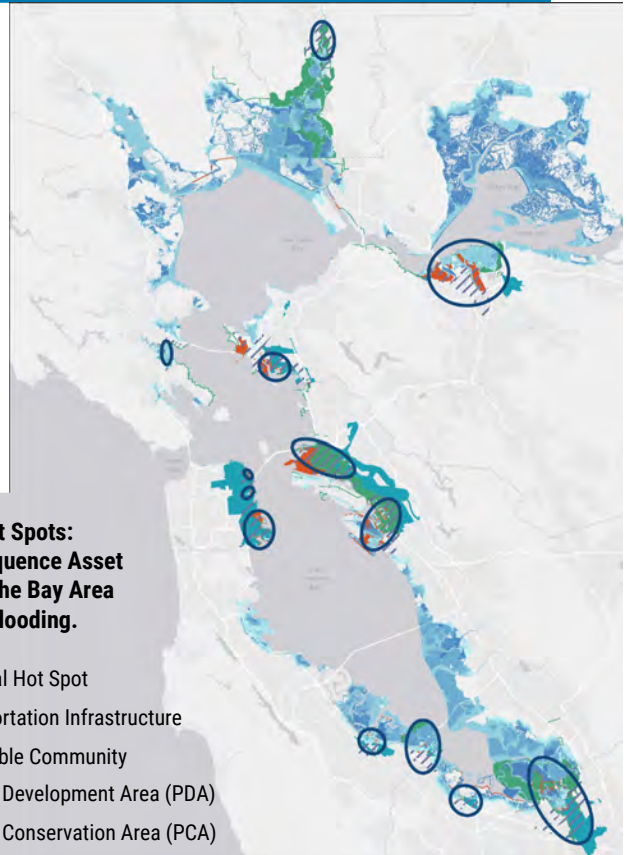 t Spots:
quence Asset
he Bay Area
looding.
al Hot Spot
ortation Infrastructure
ble Community
Development Area (PDA)
Conservation Area (PCA)